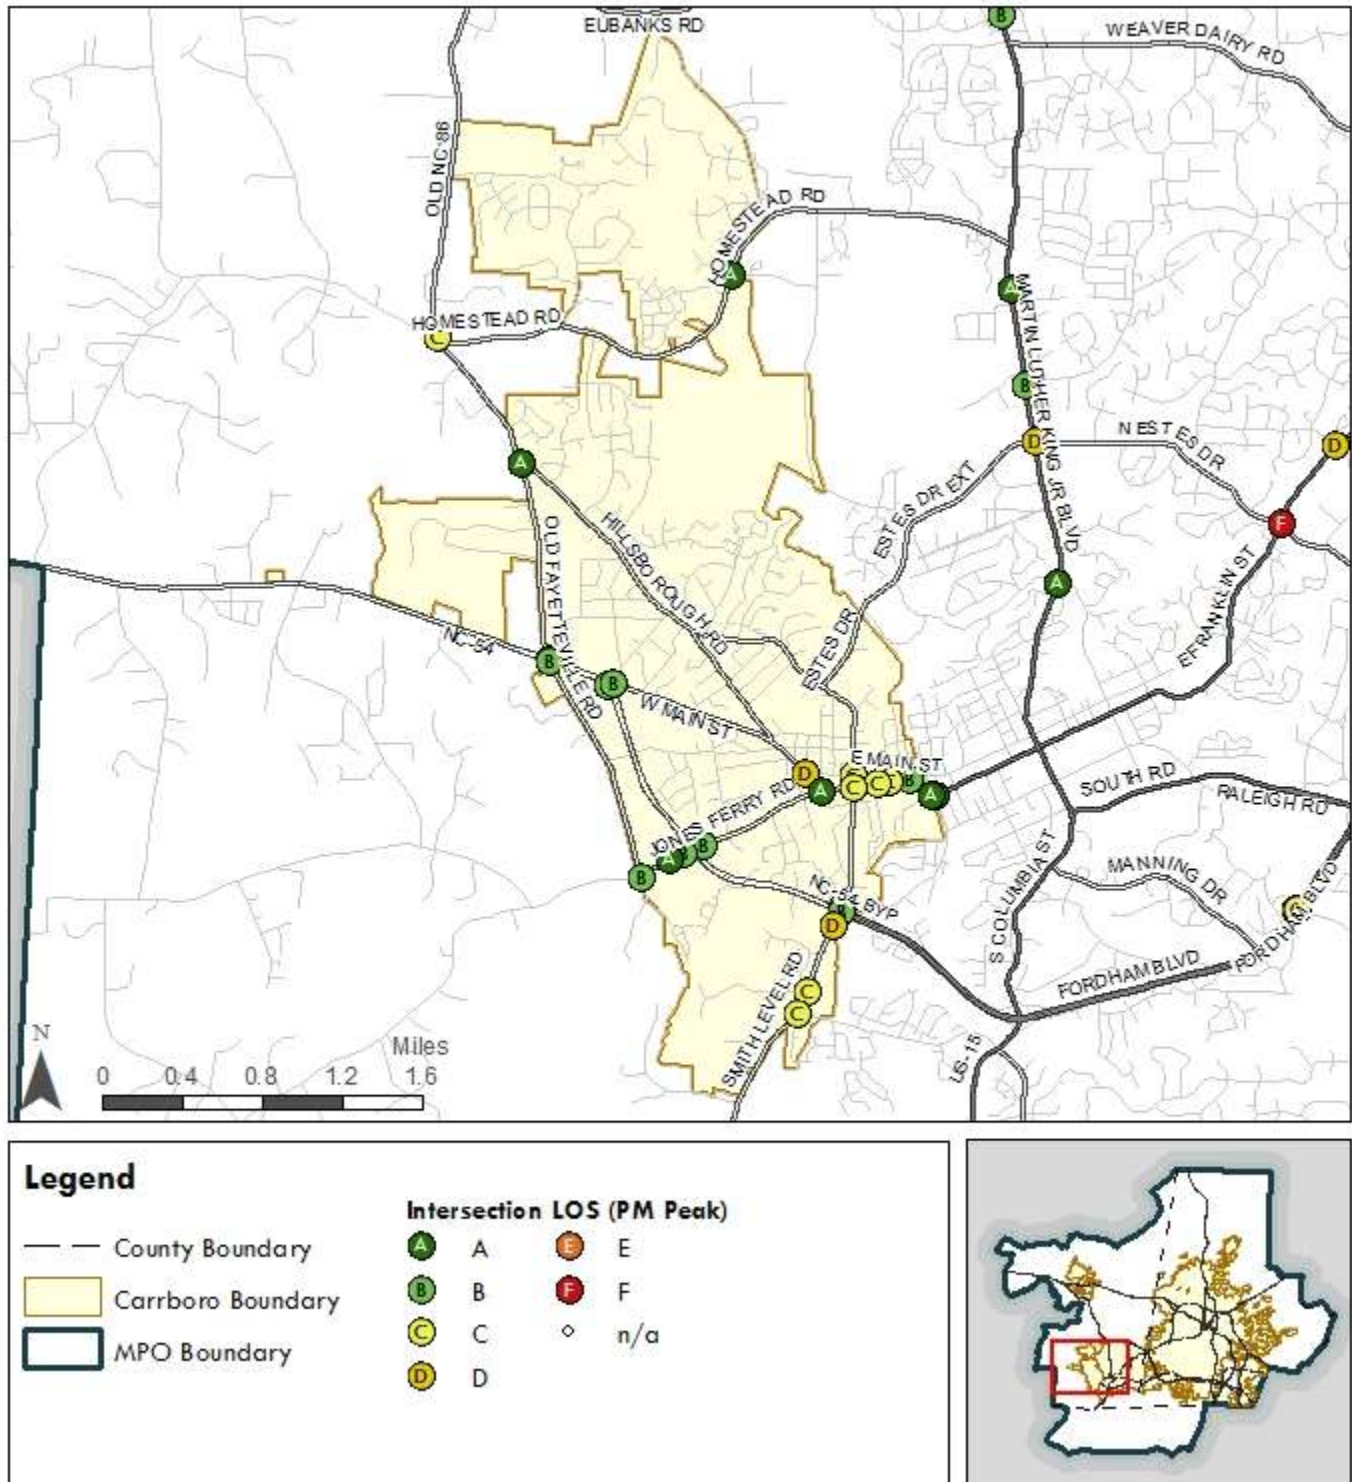 EUBANKS RD
B
WEAVER DAIRY RD
OLD NC-86
HOMESTEAD RD
A
A
MARTIN LUTHER KING JR BLVD
HOMESTEAD RD
C
B
D
N ESTES DR
D
A
ESTES DR EXT
F
HILLSBOROUGH RD
OLD FAYETTEVILLE RD
A
E FRANKLIN ST
NC-54
B
ESTES DR
B
W MAIN ST
E MAIN ST
D
A
C
C
B
A
SOUTH RD
RALEIGH RD
JONES FERRY RD
B
A
B
MANNING DR
NC-54 BYP
S COLUMBIA ST
C
FORDHAM BLVD
D
FORDHAM BLVD
SMITH LEVEL RD
C
C
US-15
N
Miles
0 0.4 0.8 1.2 1.6
Legend
County Boundary
Carrboro Boundary
MPO Boundary
Intersection LOS (PM Peak)
A A E E
B B F F
C C n/a
D D